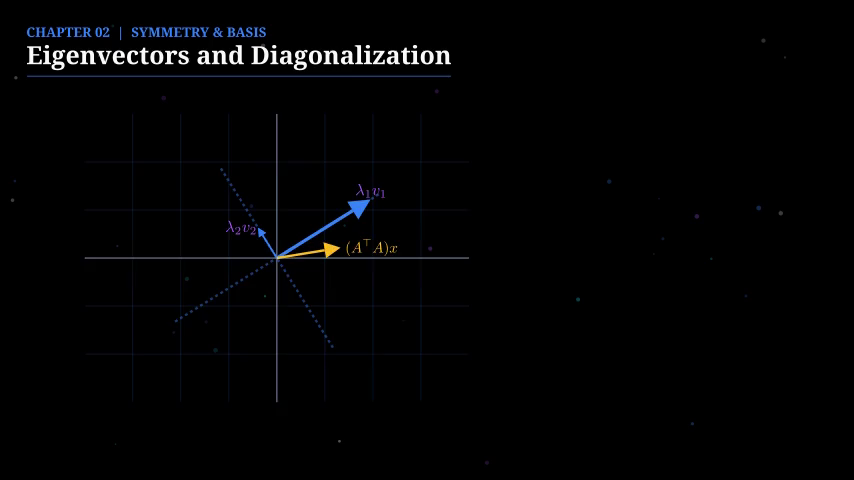 CHAPTER 02 | SYMMETRY & BASIS
Eigenvectors and Diagonalization
λ₁v₁
λ₂v₂
(A⊤A)x